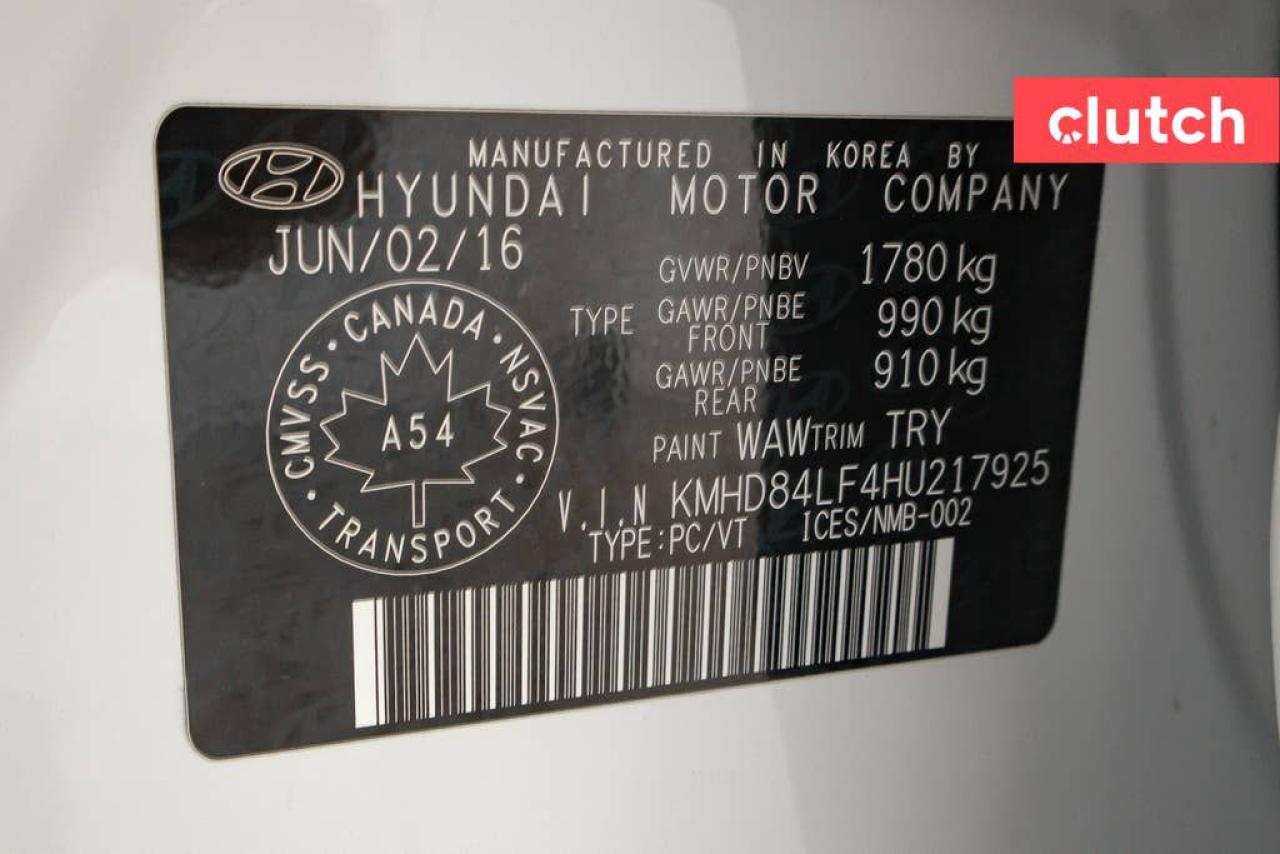 clutch
MANUFACTURED IN KOREA BY
HYUNDAI MOTOR COMPANY
JUN/02/16
GVWR/PNBV 1780 kg
TYPE GAWR/PNBE FRONT 990 kg
GAWR/PNBE REAR 910 kg
PAINT WAW TRIM TRY
V.I.N KMHD84LF4HU217925
TYPE:PC/VT ICES/NMB-002
CANADA · NSVAC · TRANSPORT · CMVSS ·
A54